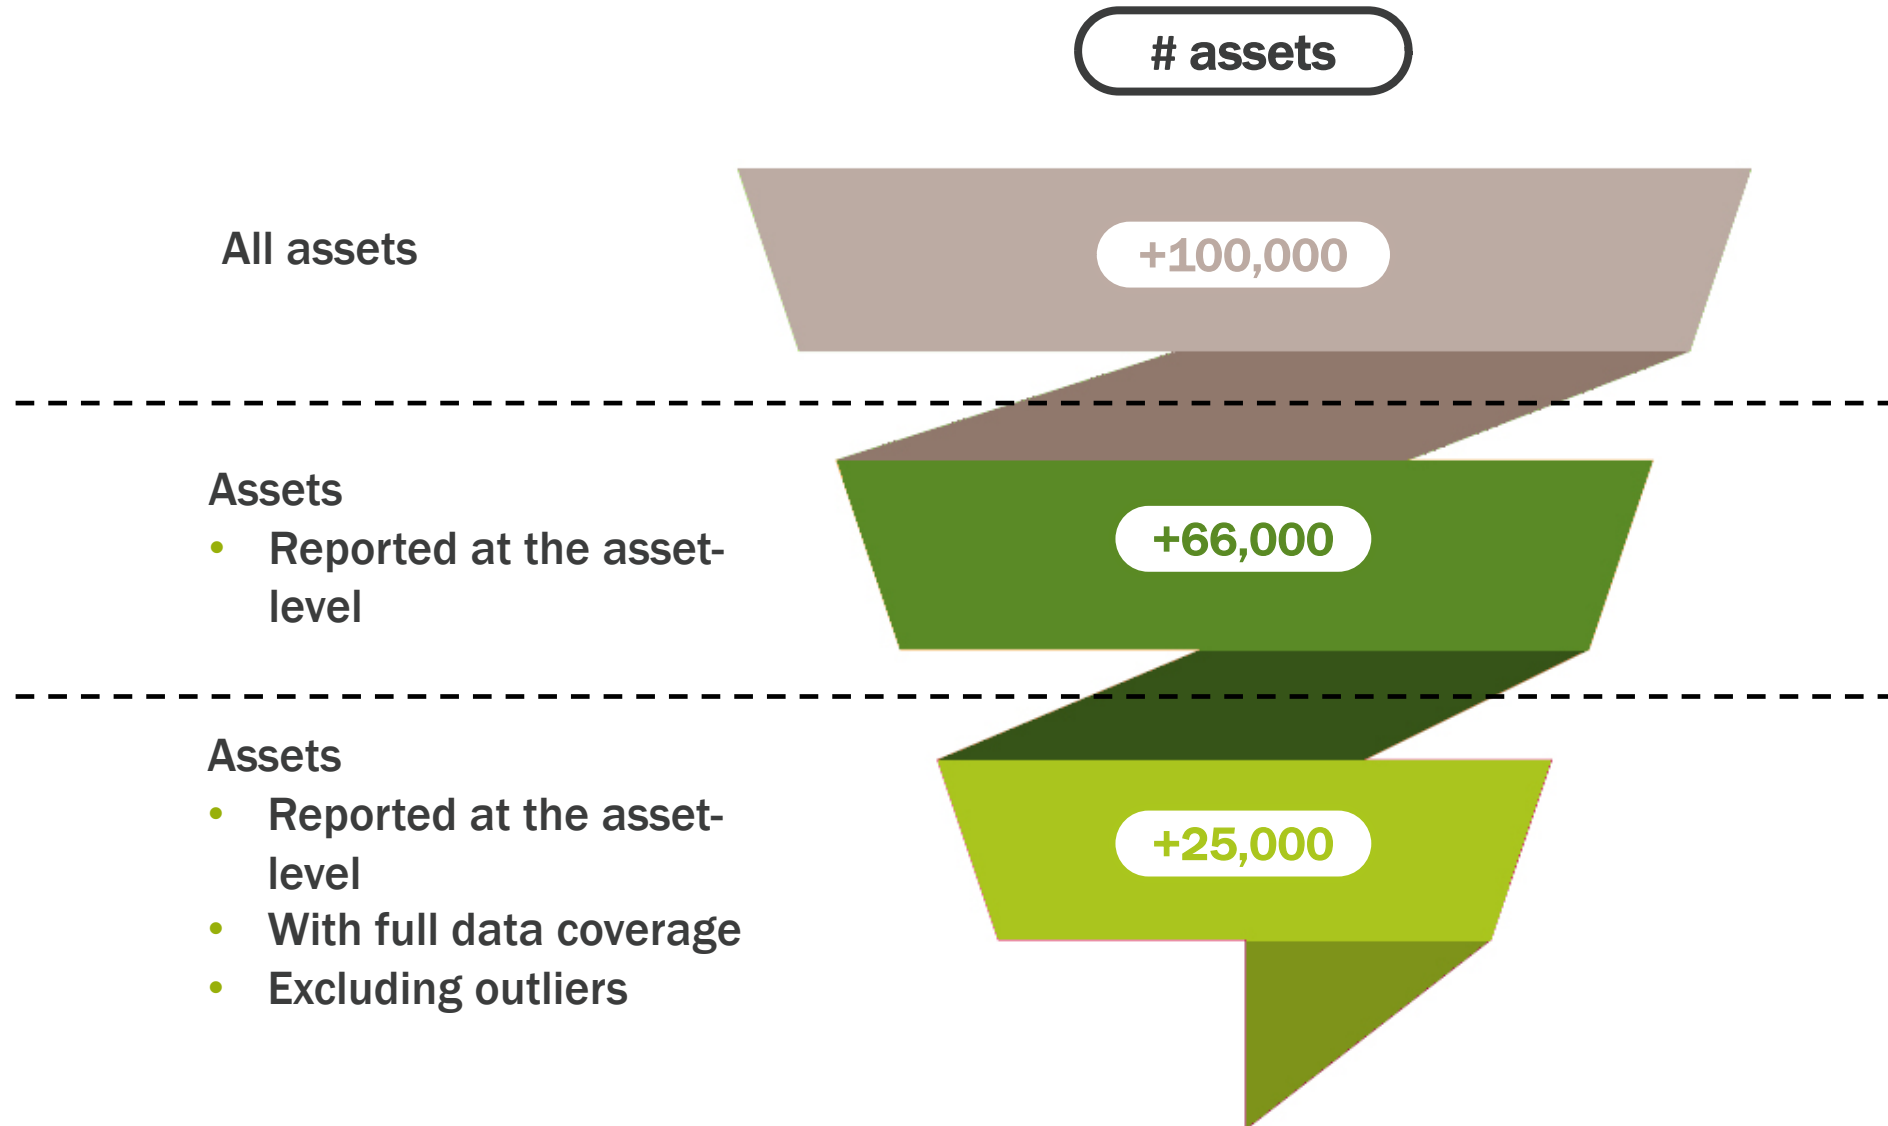 # assets
All assets
+100,000
Assets
• Reported at the asset-
level
+66,000
Assets
• Reported at the asset-
level
• With full data coverage
• Excluding outliers
+25,000